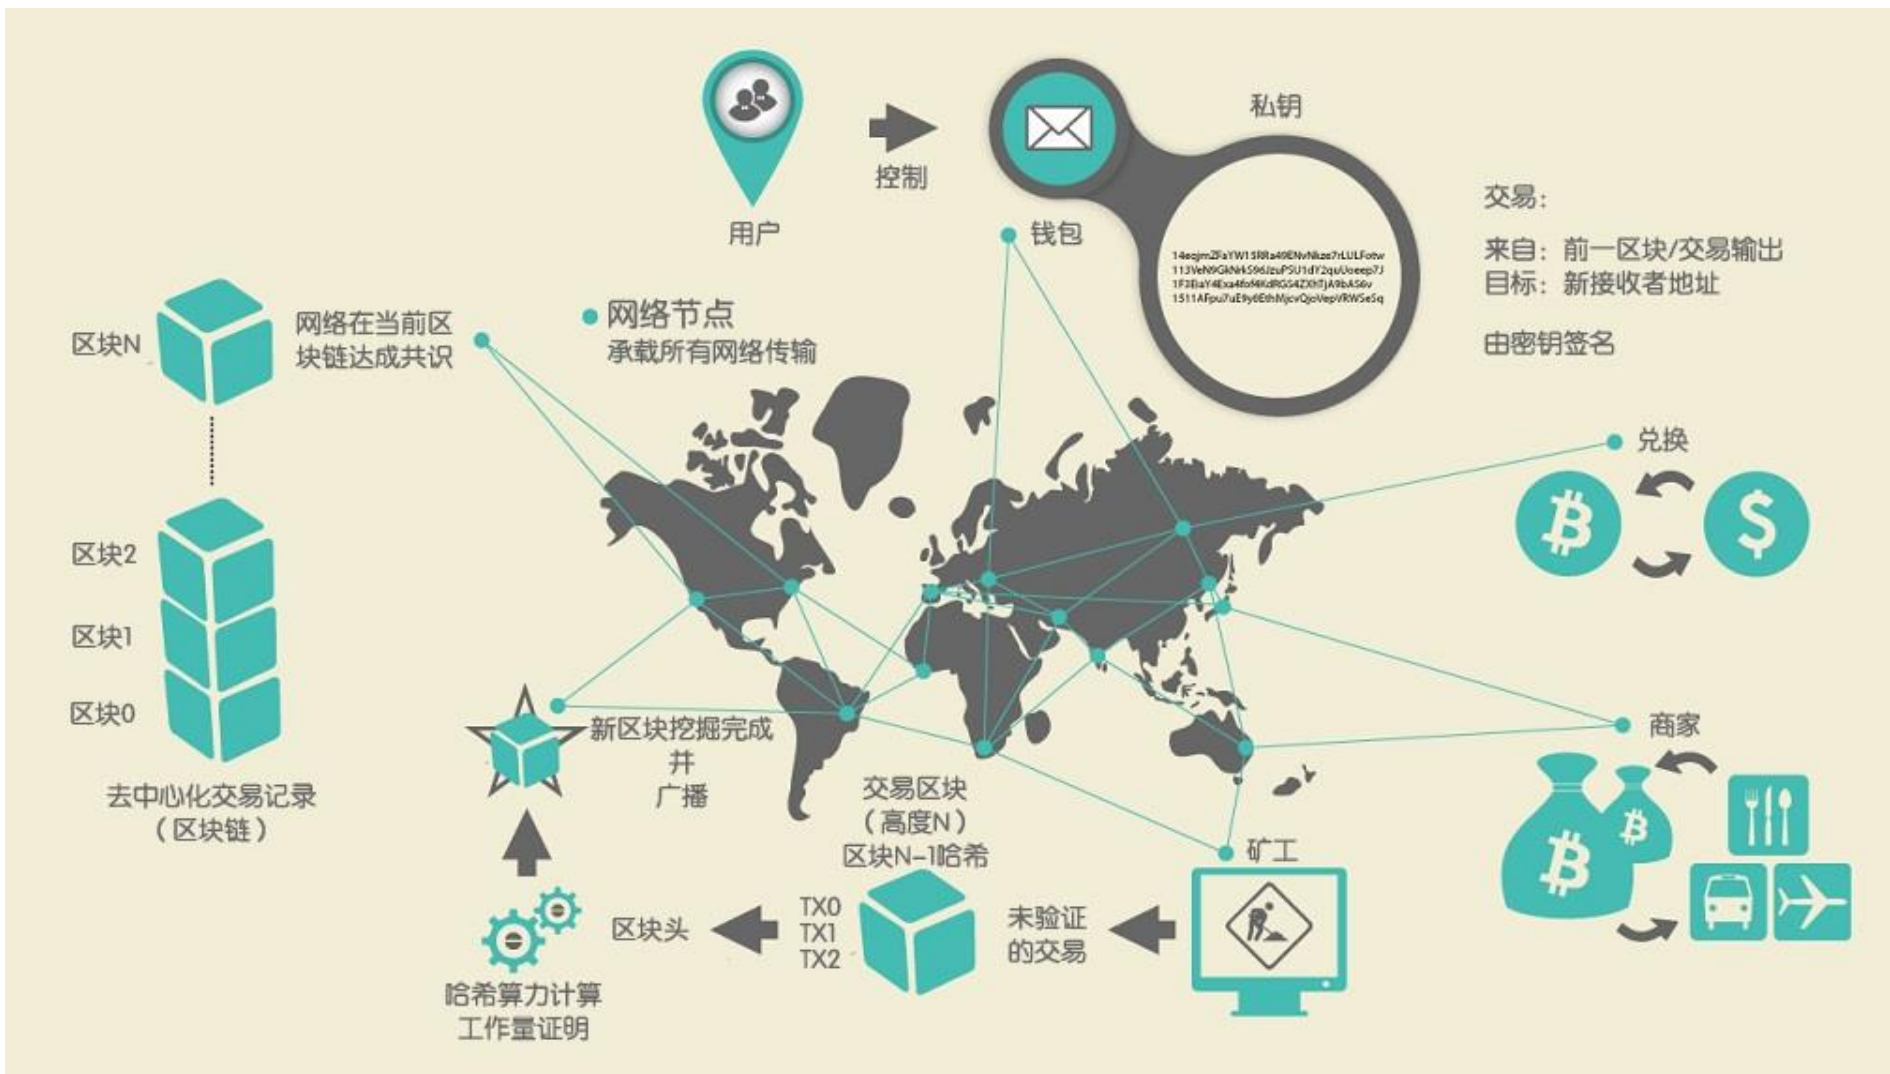 私钥
控制
用户
钱包
14eqjmZFaYW15RRa49ENvNkze7rLULFotw
113VeN9GkNrkS96JzuPSU1dY2quUoeep7J
交易：
来自：前一区块/交易输出
目标：新接收者地址
由密钥签名
区块N
网络在当前区
块链达成共识
网络节点
承载所有网络传输
兑换
区块2
区块1
区块0
去中心化交易记录
（区块链）
新区块挖掘完成
并
广播
商家
交易区块
（高度N）
区块N-1哈希
矿工
TX0
TX1
TX2
区块头
未验证
的交易
哈希算力计算
工作量证明